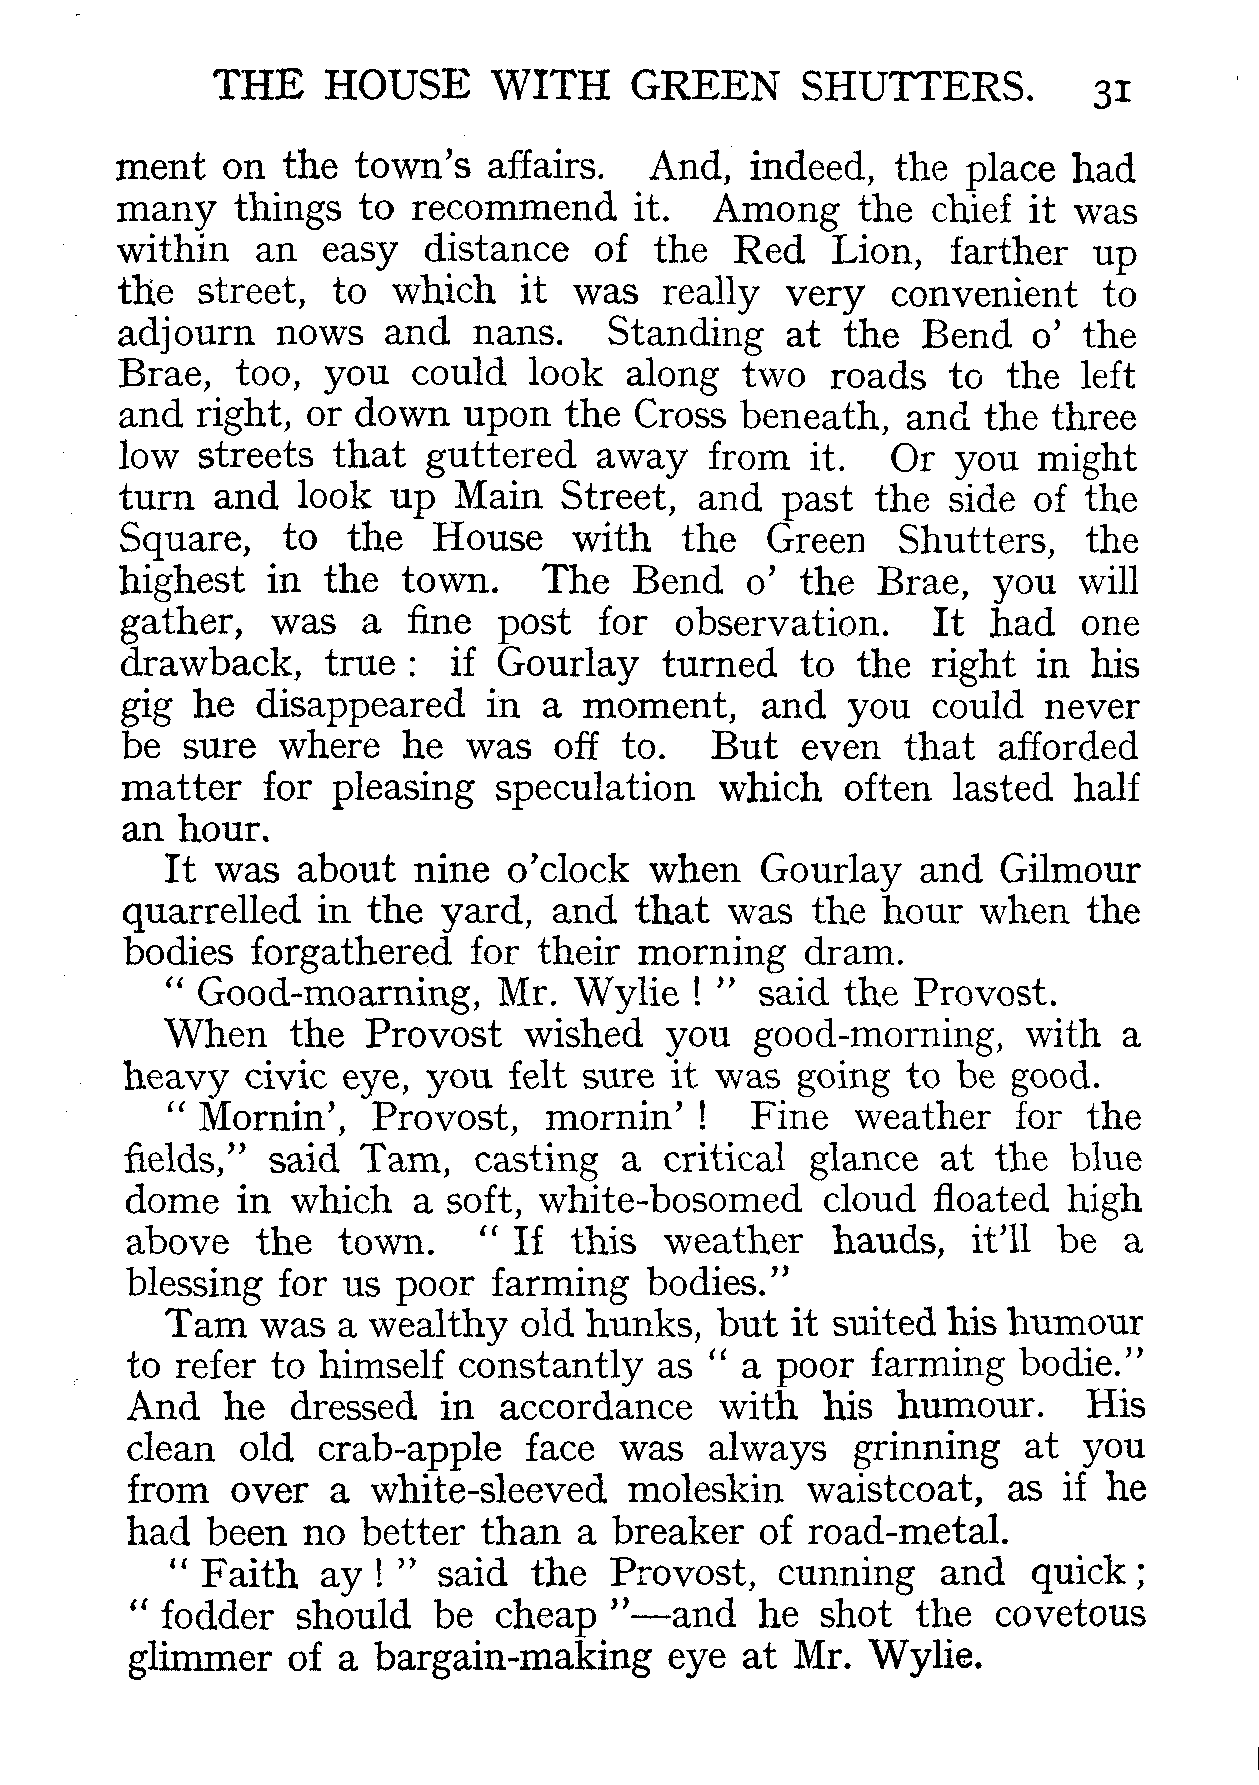 THE HOUSE WITH GREEN SHUTTERS. 31
ment on the town's affairs. And, indeed, the place had
many things to recommend it. Among the chief it was
within an easy distance of the Red Lion, farther up
the street, to which it was really very convenient to
adjourn nows and nans. Standing at the Bend o' the
Brae, too, you could look along two roads to the left
and right, or down upon the Cross beneath, and the three
low streets that guttered away from it. Or you might
turn and look up Main Street, and past the side of the
Square, to the House with the Green Shutters, the
highest in the town. The Bend o' the Brae, you will
gather, was a fine post for observation. It had one
drawback, true : if Gourlay turned to the right in his
gig he disappeared in a moment, and you could never
be sure where he was off to. But even that afforded
matter for pleasing speculation which often lasted half
an hour.
It was about nine o'clock when Gourlay and Gilmour
quarrelled in the yard, and that was the hour when the
bodies forgathered for their morning dram.
" Good-moarning, Mr. Wylie ! " said the Provost.
When the Provost wished you good-morning, with a
heavy civic eye, you felt sure it was going to be good.
" Mornin', Provost, mornin' ! Fine weather for the
fields," said Tam, casting a critical glance at the blue
dome in which a soft, white-bosomed cloud floated high
above the town. " If this weather hauds, it'll be a
blessing for us poor farming bodies."
Tam was a wealthy old hunks, but it suited his humour
to refer to himself constantly as " a poor farming bodie."
And he dressed in accordance with his humour. His
clean old crab-apple face was always grinning at you
from over a white-sleeved moleskin waistcoat, as if he
had been no better than a breaker of road-metal.
" Faith ay ! " said the Provost, cunning and quick ;
" fodder should be cheap "—and he shot the covetous
glimmer of a bargain-making eye at Mr. Wylie.